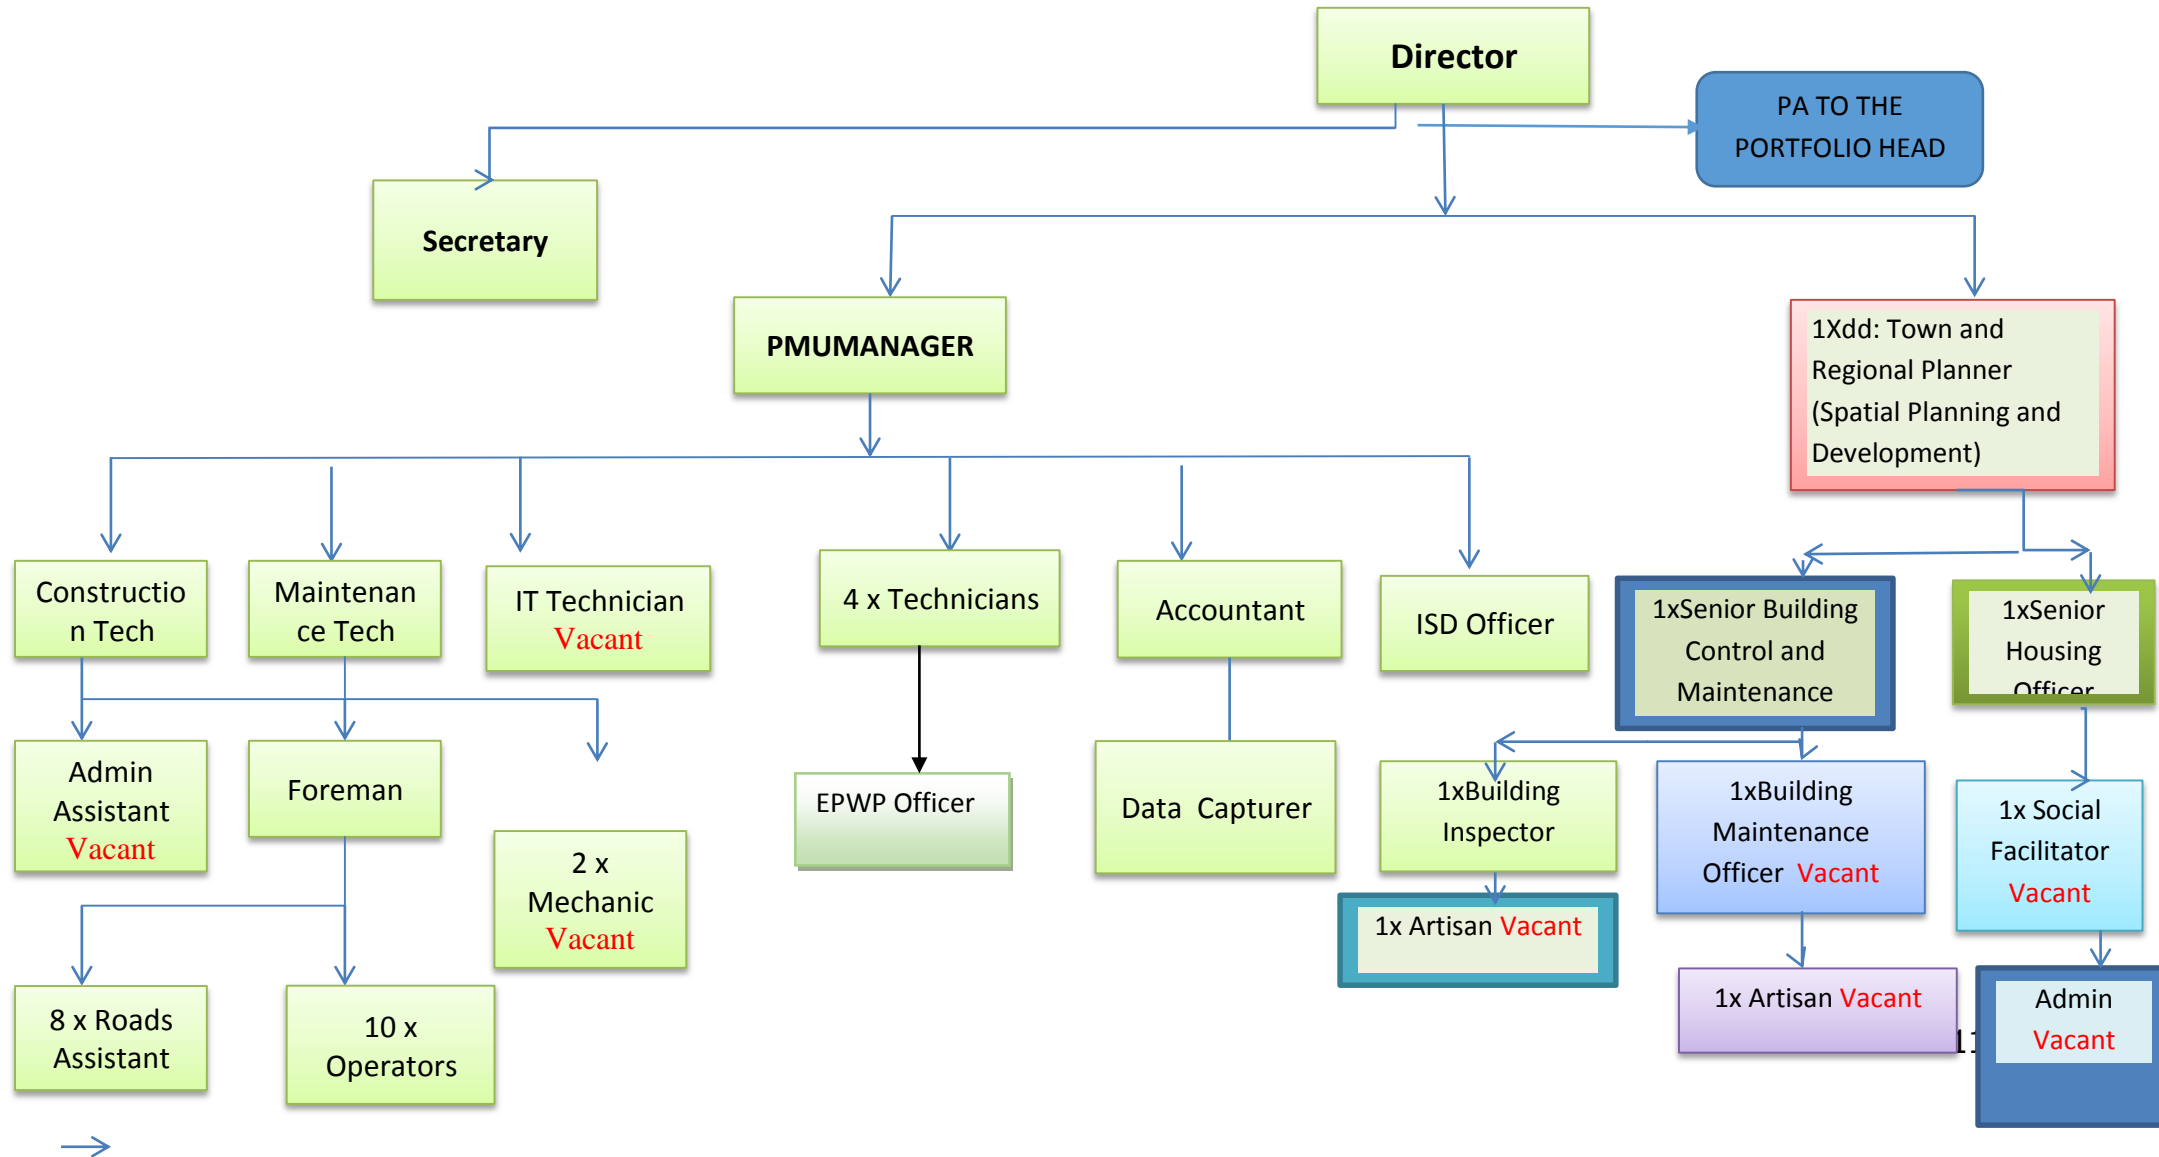 Director
PA TO THE
PORTFOLIO HEAD
Secretary
PMUMANAGER
1Xdd: Town and
Regional Planner
(Spatial Planning and
Development)
Constructio
n Tech
Maintenan
ce Tech
IT Technician
Vacant
4 x Technicians
Accountant
ISD Officer
1xSenior Building
Control and
Maintenance
1xSenior
Housing
Officer
Admin
Assistant
Vacant
Foreman
2 x
Mechanic
Vacant
EPWP Officer
Data  Capturer
1xBuilding
Inspector
1xBuilding
Maintenance
Officer  Vacant
1x Social
Facilitator
Vacant
1x Artisan Vacant
1x Artisan Vacant
Admin
Vacant
8 x Roads
Assistant
10 x
Operators